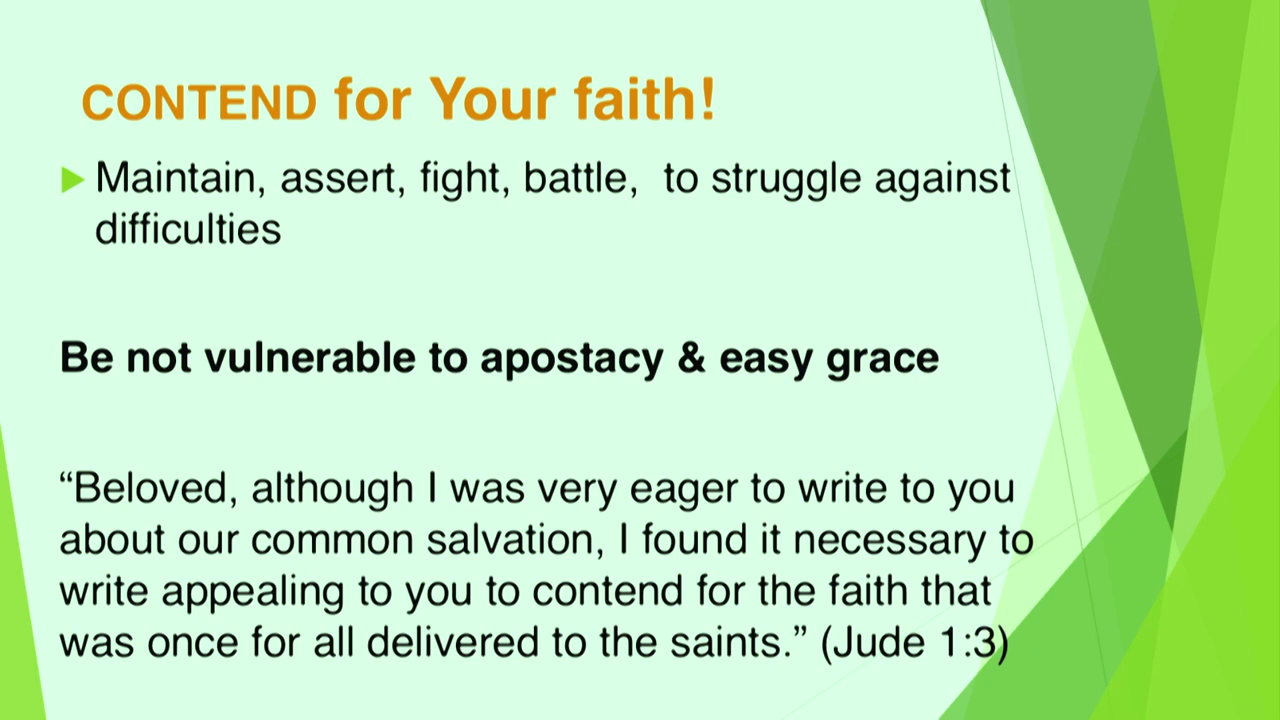 CONTEND for Your faith!
Maintain, assert, fight, battle,  to struggle against
difficulties
Be not vulnerable to apostacy & easy grace
“Beloved, although I was very eager to write to you
about our common salvation, I found it necessary to
write appealing to you to contend for the faith that
was once for all delivered to the saints.” (Jude 1:3)